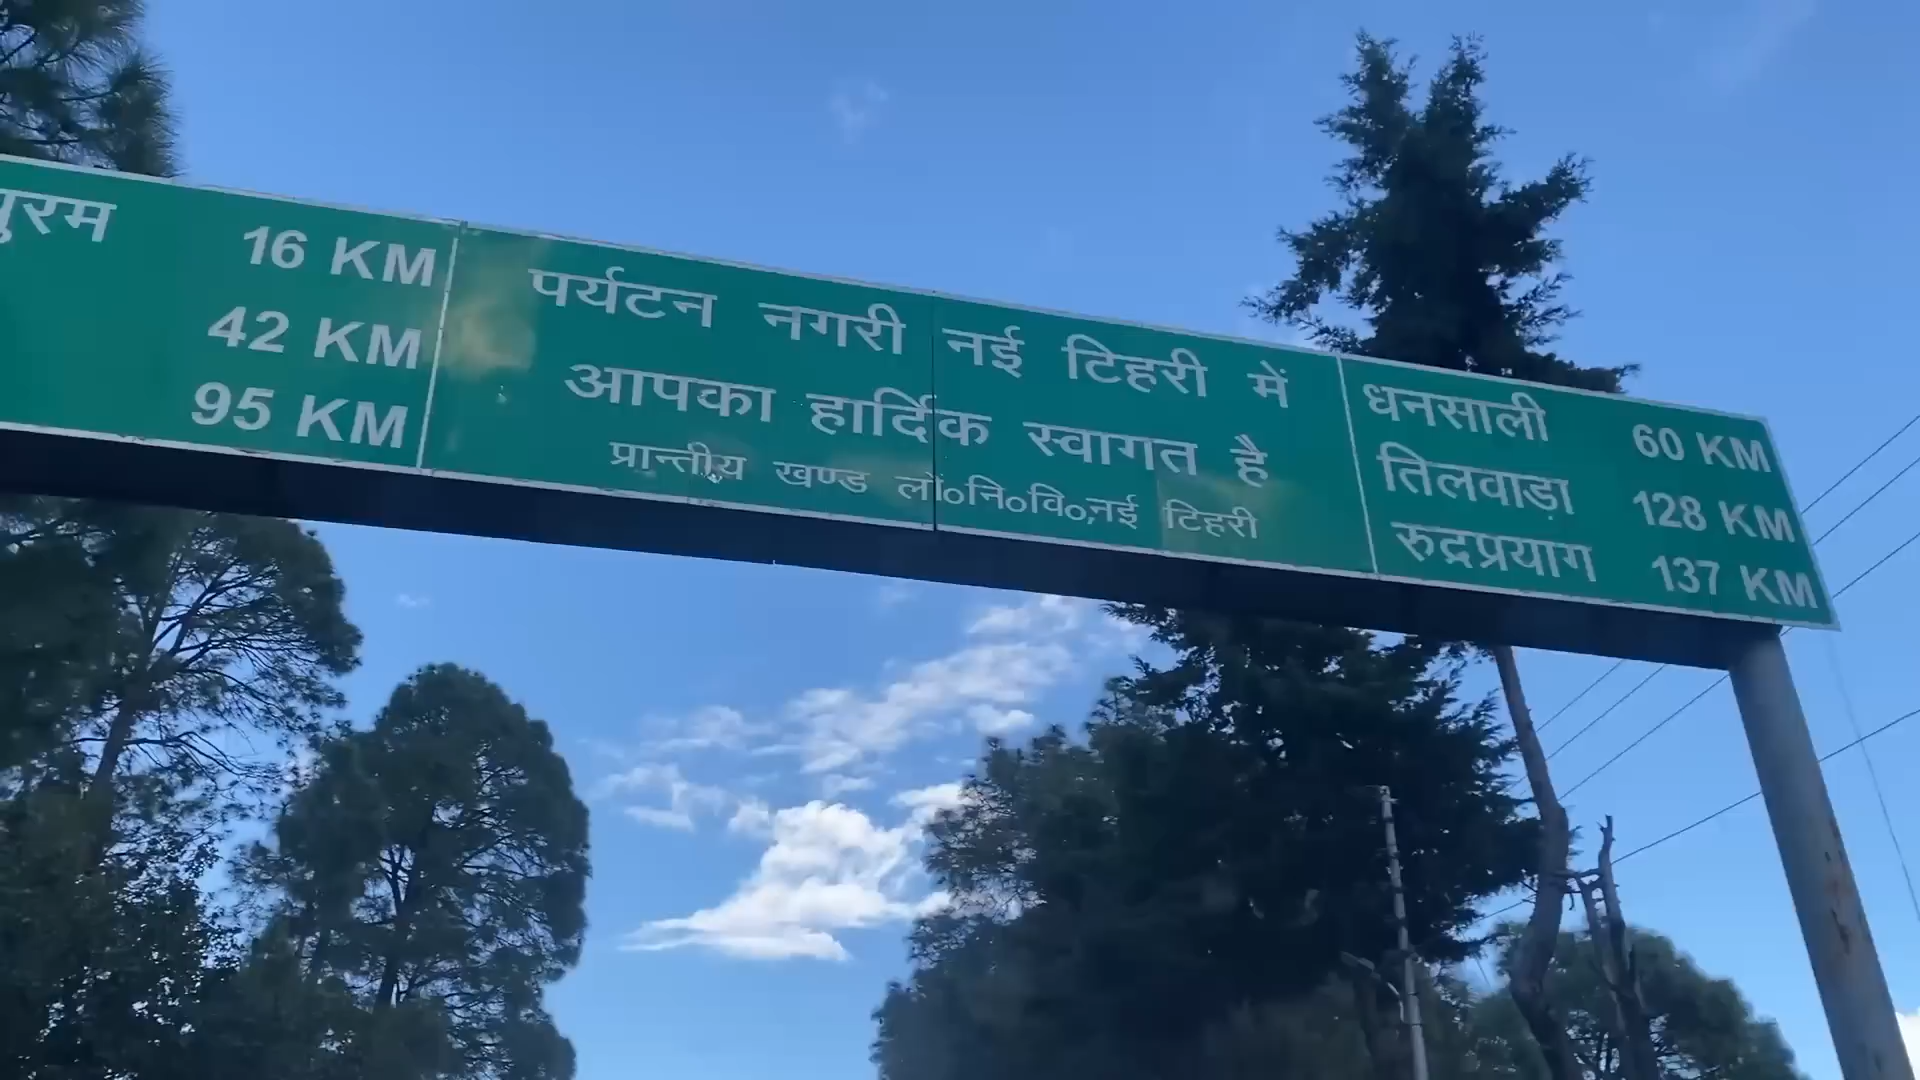 16 KM
42 KM
95 KM
पर्यटन नगरी नई टिहरी में
आपका हार्दिक स्वागत है
प्रान्तीय खण्ड लों०नि०वि०,नई टिहरी
धनसाली 60 KM
तिलवाड़ा 128 KM
रुद्रप्रयाग 137 KM